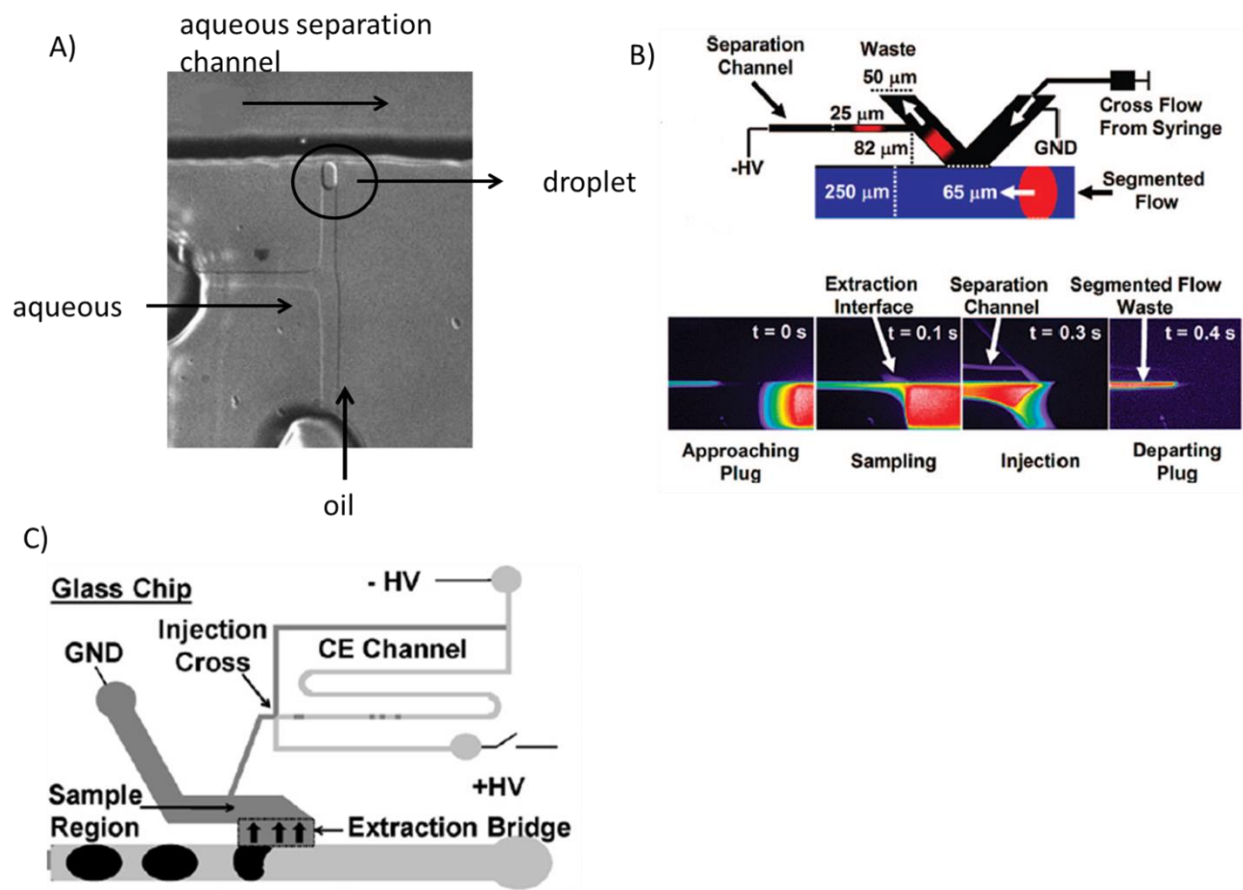 A)
aqueous separation
channel
droplet
aqueous
oil
B)
Separation
Channel
Waste
50 μm
25 μm
82 μm
-HV
GND
Cross Flow
From Syringe
250 μm
65 μm
Segmented
Flow
Extraction
Interface
Separation
Channel
Segmented Flow
Waste
t = 0 s
t = 0.1 s
t = 0.3 s
t = 0.4 s
Approaching
Plug
Sampling
Injection
Departing
Plug
C)
Glass Chip
- HV
Injection
Cross
CE Channel
GND
+HV
Sample
Region
Extraction Bridge